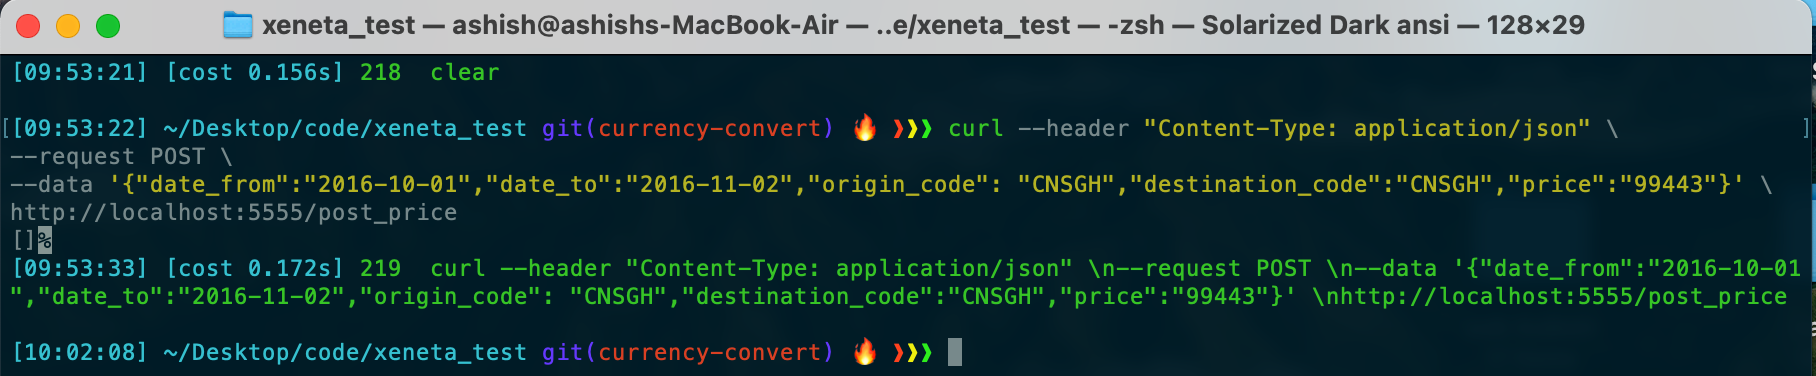 xeneta_test — ashish@ashishs-MacBook-Air — ..e/xeneta_test — -zsh — Solarized Dark ansi — 128×29
[09:53:21] [cost 0.156s] 218  clear
[[09:53:22] ~/Desktop/code/xeneta_test git(currency-convert) 🔥 ❯❯❯ curl --header "Content-Type: application/json" \ ]
--request POST \
--data '{"date_from":"2016-10-01","date_to":"2016-11-02","origin_code": "CNSGH","destination_code":"CNSGH","price":"99443"}' \
http://localhost:5555/post_price
[]%
[09:53:33] [cost 0.172s] 219  curl --header "Content-Type: application/json" \n--request POST \n--data '{"date_from":"2016-10-01
","date_to":"2016-11-02","origin_code": "CNSGH","destination_code":"CNSGH","price":"99443"}' \nhttp://localhost:5555/post_price
[10:02:08] ~/Desktop/code/xeneta_test git(currency-convert) 🔥 ❯❯❯